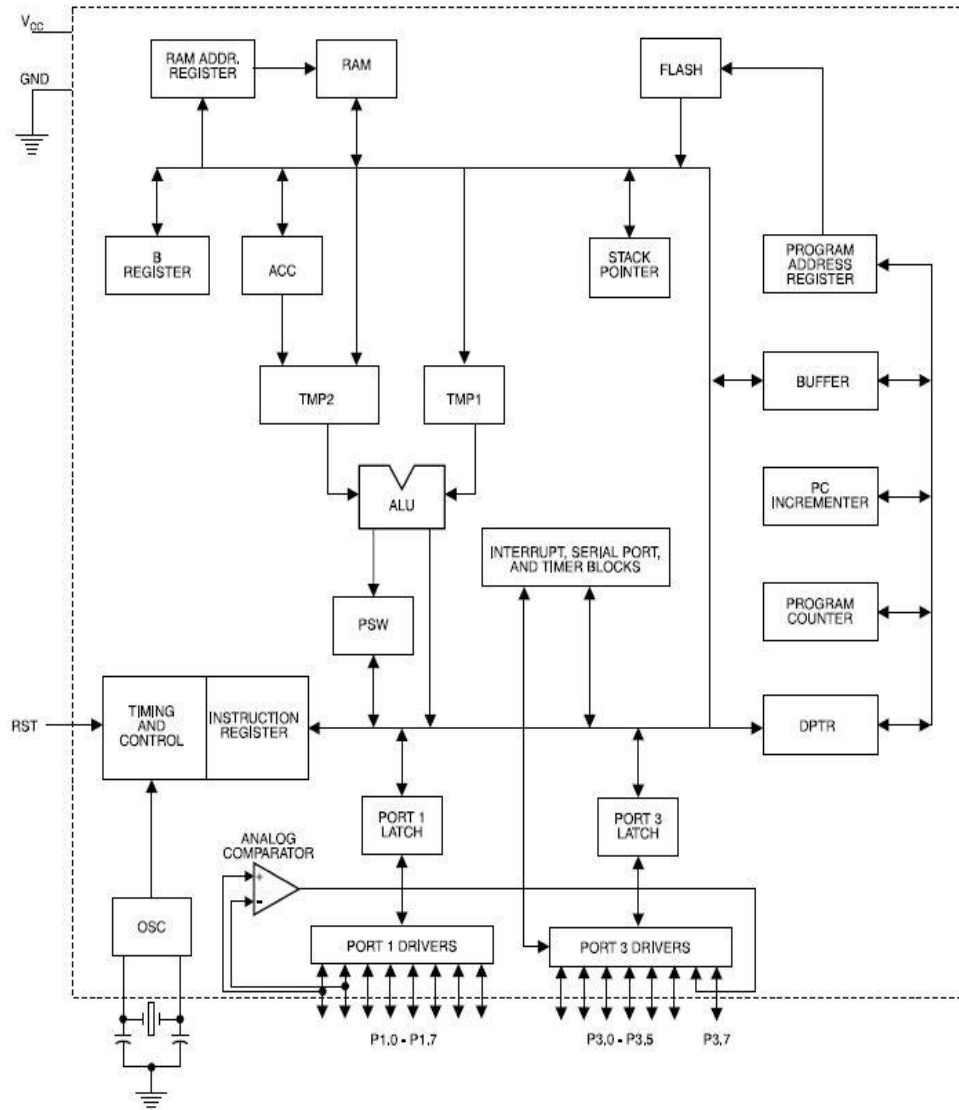 VCC
GND
RAM ADDR.
REGISTER
RAM
FLASH
B
REGISTER
ACC
STACK
POINTER
PROGRAM
ADDRESS
REGISTER
TMP2
TMP1
BUFFER
ALU
PC
INCREMENTER
INTERRUPT, SERIAL PORT,
AND TIMER BLOCKS
PSW
PROGRAM
COUNTER
RST
TIMING
AND
CONTROL
INSTRUCTION
REGISTER
DPTR
PORT 1
LATCH
PORT 3
LATCH
ANALOG
COMPARATOR
+
-
OSC
PORT 1 DRIVERS
PORT 3 DRIVERS
P1.0 - P1.7
P3.0 - P3.5
P3.7